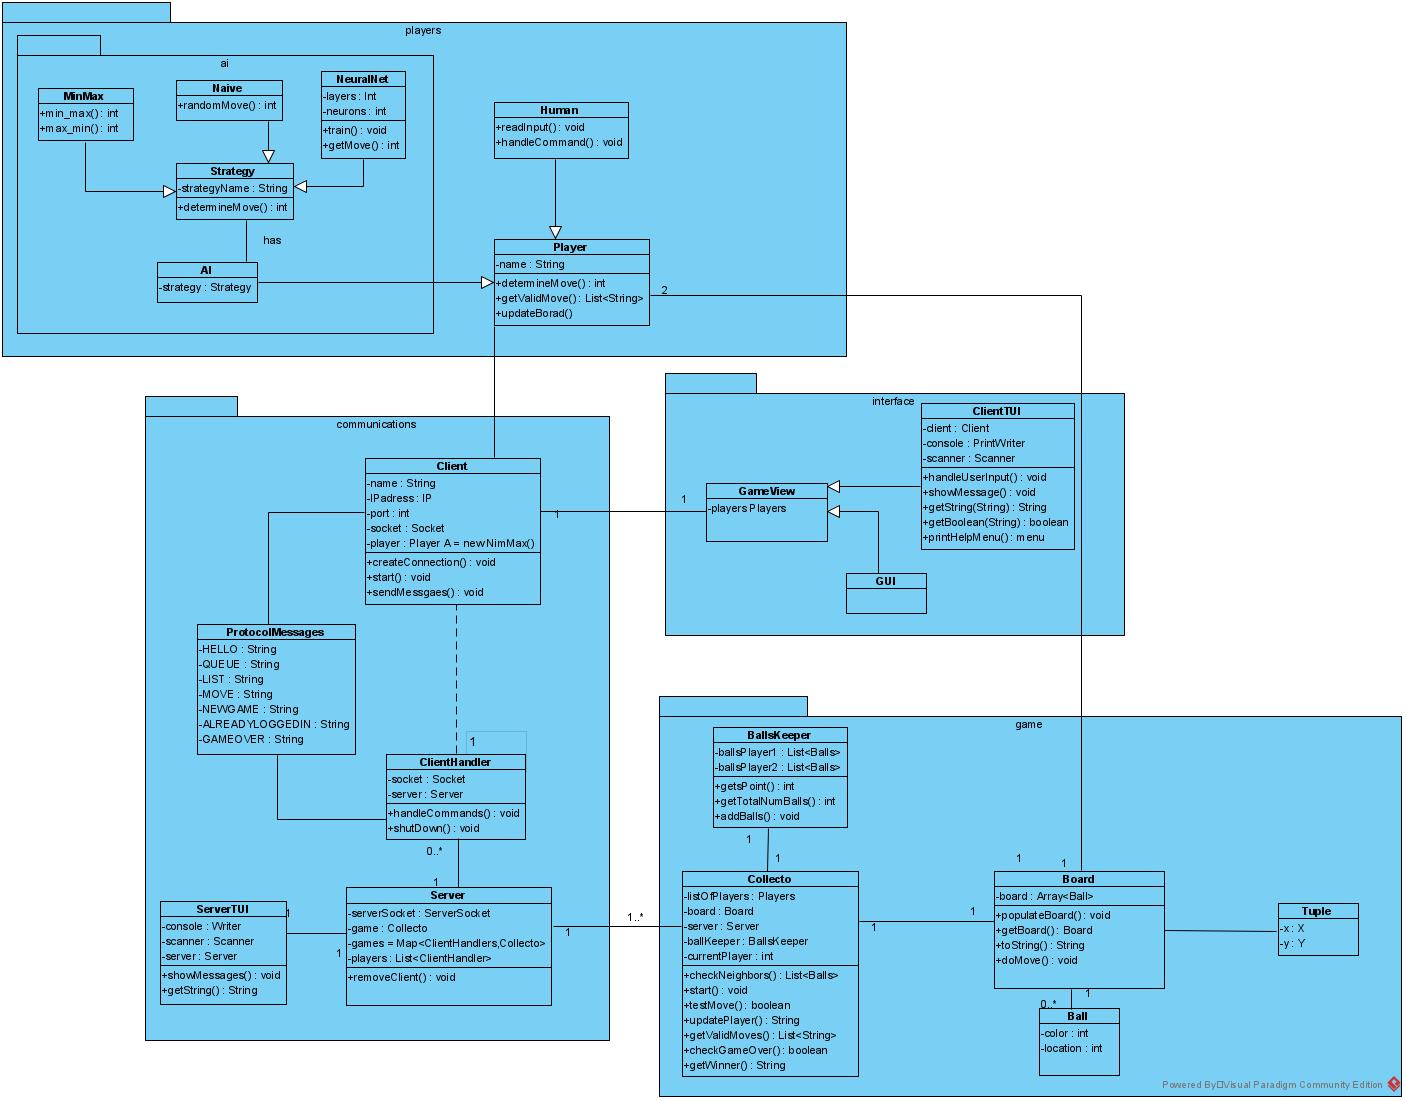 players
ai
MinMax
+min_max() : int
+max_min() : int
Naive
+randomMove() : int
NeuralNet
-layers : Int
-neurons : int
+train() : void
+getMove() : int
Strategy
-strategyName : String
+determineMove() : int
has
AI
-strategy : Strategy
Human
+readInput() : void
+handleCommand() : void
Player
-name : String
+determineMove() : int
+getValidMove() : List<String>
+updateBorad()
2
communications
Client
-name : String
-IPadress : IP
-port : int
-socket : Socket
-player : Player A = new NimMax()
+createConnection() : void
+start() : void
+sendMessgaes() : void
1
1
interface
GameView
-players Players
ClientTUI
-client : Client
-console : PrintWriter
-scanner : Scanner
+handleUserInput() : void
+showMessage() : void
+getString(String) : String
+getBoolean(String) : boolean
+printHelpMenu() : menu
GUI
ProtocolMessages
-HELLO : String
-QUEUE : String
-LIST : String
-MOVE : String
-NEWGAME : String
-ALREADYLOGGEDIN : String
-GAMEOVER : String
1
ClientHandler
-socket : Socket
-server : Server
+handleCommands() : void
+shutDown() : void
0..*
1
ServerTUI
-console : Writer
-scanner : Scanner
-server : Server
+showMessages() : void
+getString() : String
1
1
Server
-serverSocket : ServerSocket
-game : Collecto
-games = Map<ClientHandlers,Collecto>
-players : List<ClientHandler>
+removeClient() : void
1
1..*
game
BallsKeeper
-ballsPlayer1 : List<Balls>
-ballsPlayer2 : List<Balls>
+getsPoint() : int
+getTotalNumBalls() : int
+addBalls() : void
1
1
Collecto
-listOfPlayers : Players
-board : Board
-server : Server
-ballKeeper : BallsKeeper
-currentPlayer : int
+checkNeighbors() : List<Balls>
+start() : void
+testMove() : boolean
+updatePlayer() : String
+getValidMoves() : List<String>
+checkGameOver() : boolean
+getWinner() : String
1
1
1
1
Board
-board : Array<Ball>
+populateBoard() : void
+getBoard() : Board
+toString() : String
+doMove() : void
1
0..*
Ball
-color : int
-location : int
Tuple
-x : X
-y : Y
Powered By Visual Paradigm Community Edition